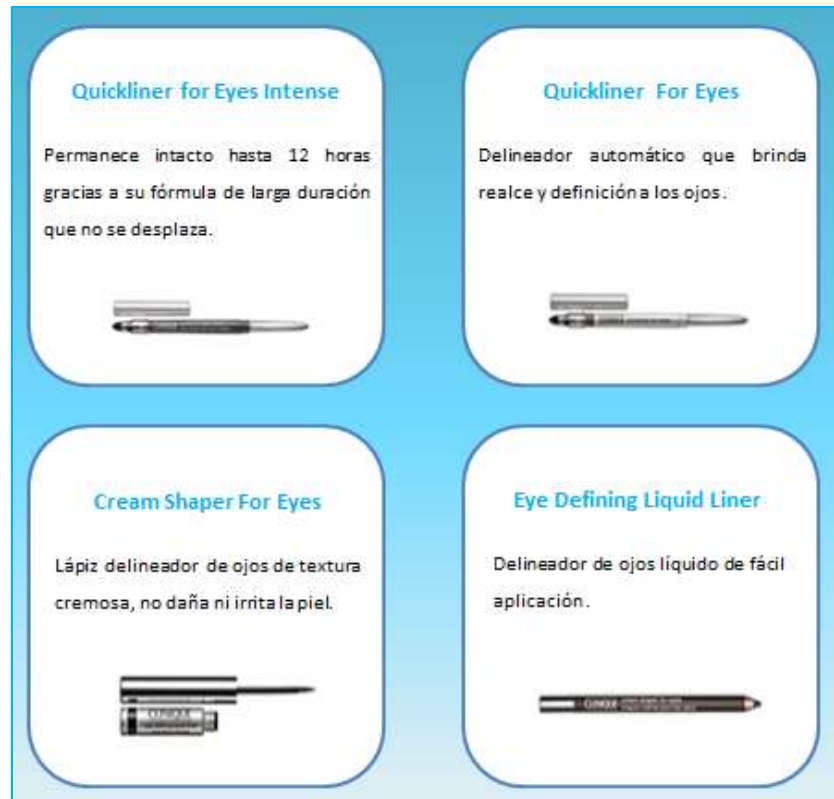 Quickliner for Eyes Intense
Permanece intacto hasta 12 horas
gracias a su fórmula de larga duración
que no se desplaza.
Quickliner For Eyes
Delineador automático que brinda
realce y definición a los ojos.
Cream Shaper For Eyes
Lápiz delineador de ojos de textura
cremosa, no daña ni irrita la piel.
CLINIQUE
Eye Defining Liquid Liner
Delineador de ojos líquido de fácil
aplicación.
CLINIQUE